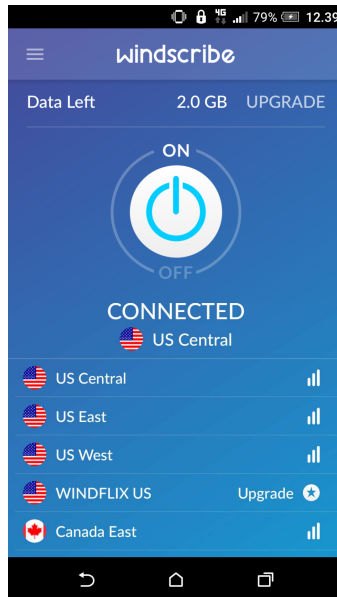 4G 79% 12.39
windscribe
Data Left 2.0 GB UPGRADE
ON
OFF
CONNECTED
US Central
US Central
US East
US West
WINDFLIX US Upgrade
Canada East